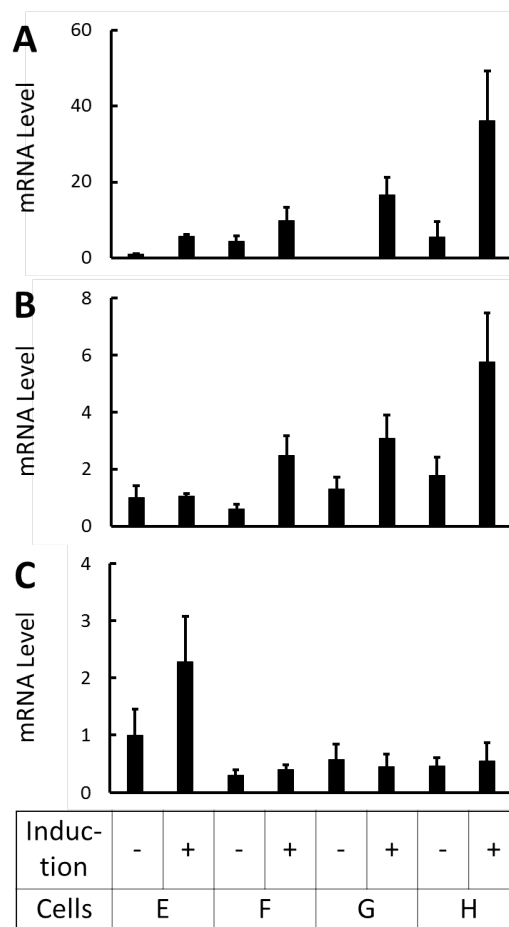 A
mRNA Level
60
40
20
0
B
mRNA Level
8
6
4
2
0
C
mRNA Level
4
3
2
1
0
Induc-
tion - + - + - + - +
Cells E F G H